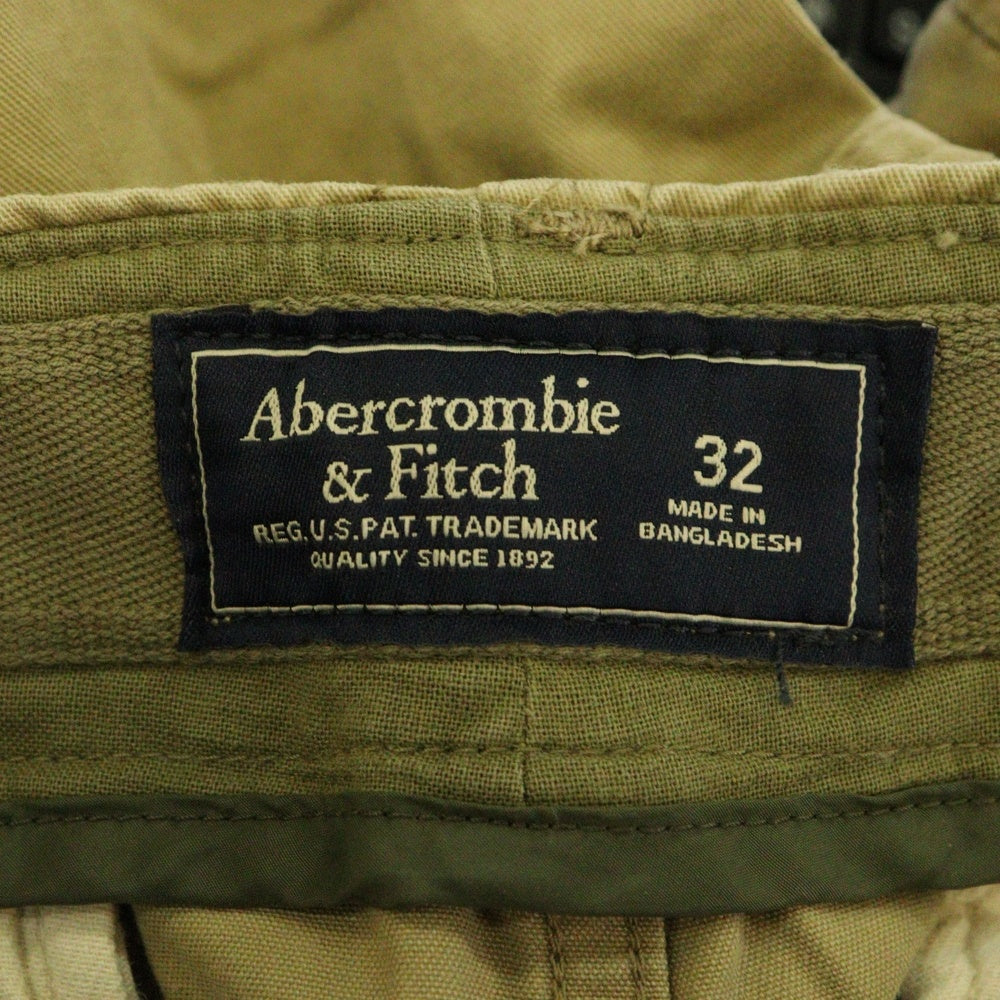 Abercrombie
& Fitch
REG. U.S. PAT. TRADEMARK
QUALITY SINCE 1892
32
MADE IN
BANGLADESH